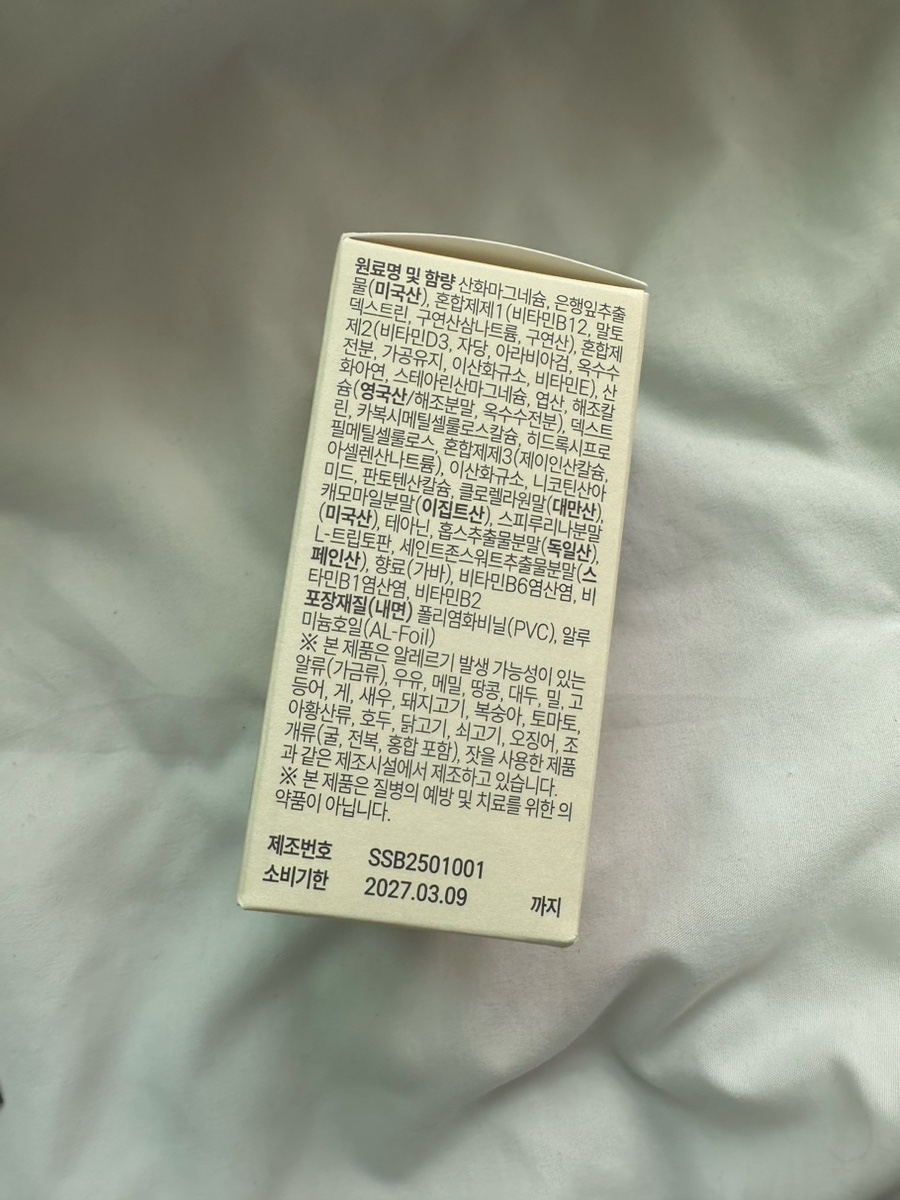 원료명 및 함량 산화마그네슘, 은행잎추출
물(미국산), 혼합제제1(비타민B12, 말토
덱스트린, 구연산삼나트륨, 구연산), 혼합제
제2(비타민D3, 자당, 아라비아검, 옥수수
전분, 가공유지, 이산화규소, 비타민E), 산
화아연, 스테아린산마그네슘, 엽산, 해조칼
슘(영국산/해조분말, 옥수수전분), 덱스트
린, 카복시메틸셀룰로스칼슘, 히드록시프로
필메틸셀룰로스, 혼합제제3(제이인산칼슘,
아셀렌산나트륨), 이산화규소, 니코틴산아
미드, 판토텐산칼슘, 클로렐라원말(대만산),
캐모마일분말(이집트산), 스피루리나분말
(미국산), 테아닌, 홉스추출물분말(독일산),
L-트립토판, 세인트존스워트추출물분말(스
페인산), 향료(가바), 비타민B6염산염, 비
타민B1염산염, 비타민B2
포장재질(내면) 폴리염화비닐(PVC), 알루
미늄호일(AL-Foil)
※ 본 제품은 알레르기 발생 가능성이 있는
알류(가금류), 우유, 메밀, 땅콩, 대두, 밀, 고
등어, 게, 새우, 돼지고기, 복숭아, 토마토,
아황산류, 호두, 닭고기, 쇠고기, 오징어, 조
개류(굴, 전복, 홍합 포함), 잣을 사용한 제품
과 같은 제조시설에서 제조하고 있습니다.
※ 본 제품은 질병의 예방 및 치료를 위한 의
약품이 아닙니다.
제조번호 SSB2501001
소비기한 2027.03.09 까지